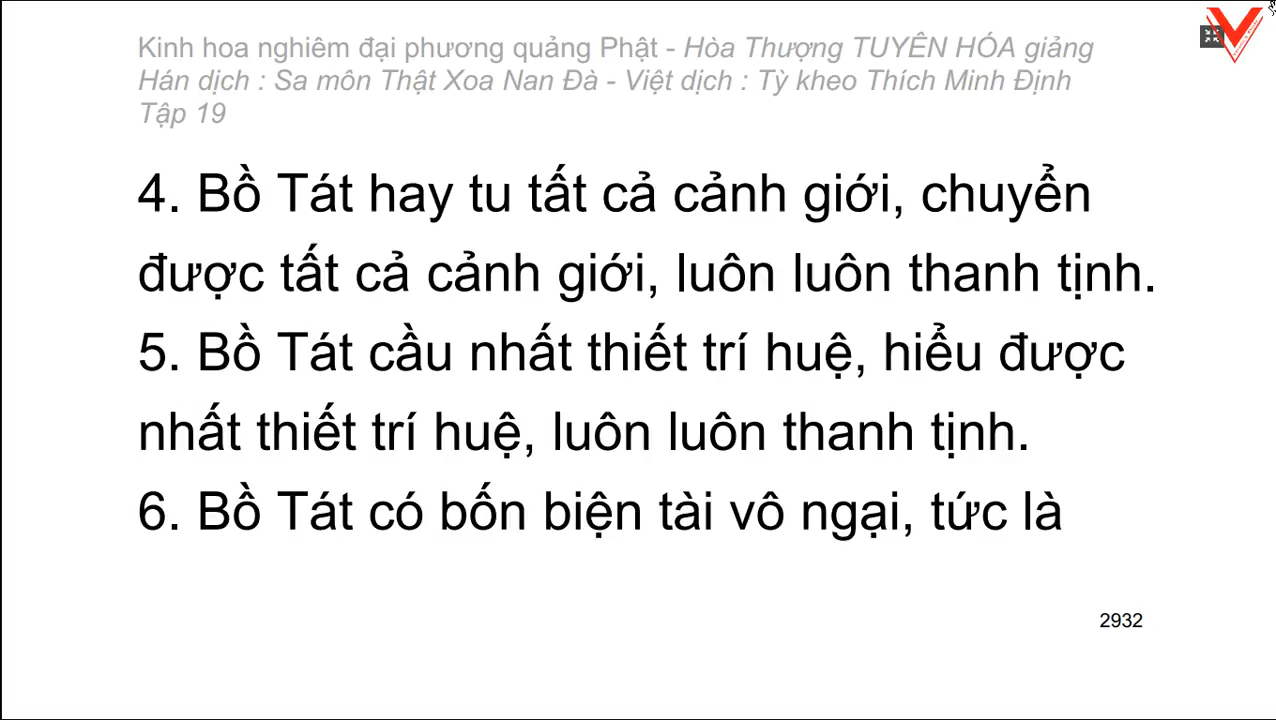 Kinh hoa nghiêm đại phương quảng Phật - Hòa Thượng TUYÊN HÓA giảng
Hán dịch : Sa môn Thật Xoa Nan Đà - Việt dịch : Tỳ kheo Thích Minh Định
Tập 19
4. Bồ Tát hay tu tất cả cảnh giới, chuyển
được tất cả cảnh giới, luôn luôn thanh tịnh.
5. Bồ Tát cầu nhất thiết trí huệ, hiểu được
nhất thiết trí huệ, luôn luôn thanh tịnh.
6. Bồ Tát có bốn biện tài vô ngại, tức là
2932